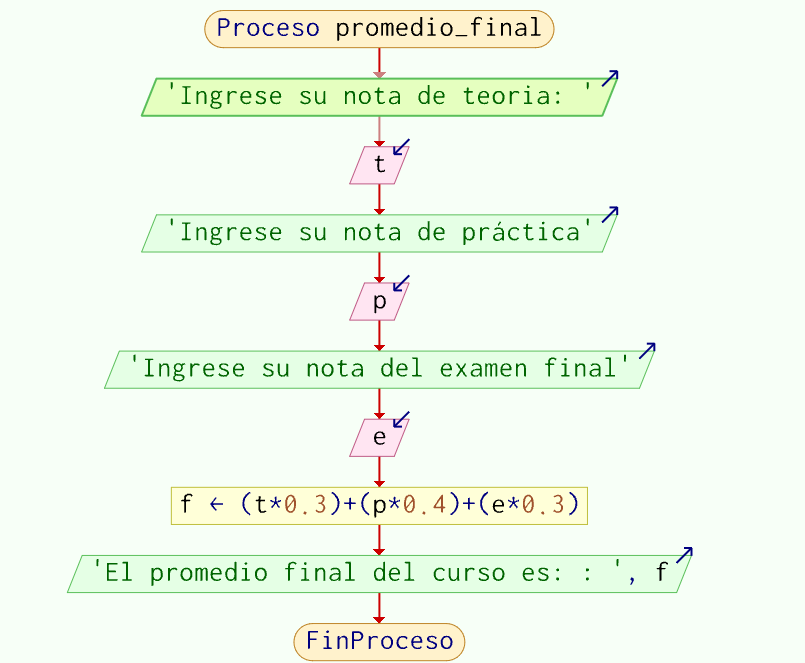 Proceso promedio_final
'Ingrese su nota de teoria: '
t
'Ingrese su nota de práctica'
p
'Ingrese su nota del examen final'
e
f ← (t*0.3)+(p*0.4)+(e*0.3)
'El promedio final del curso es: : ', f
FinProceso